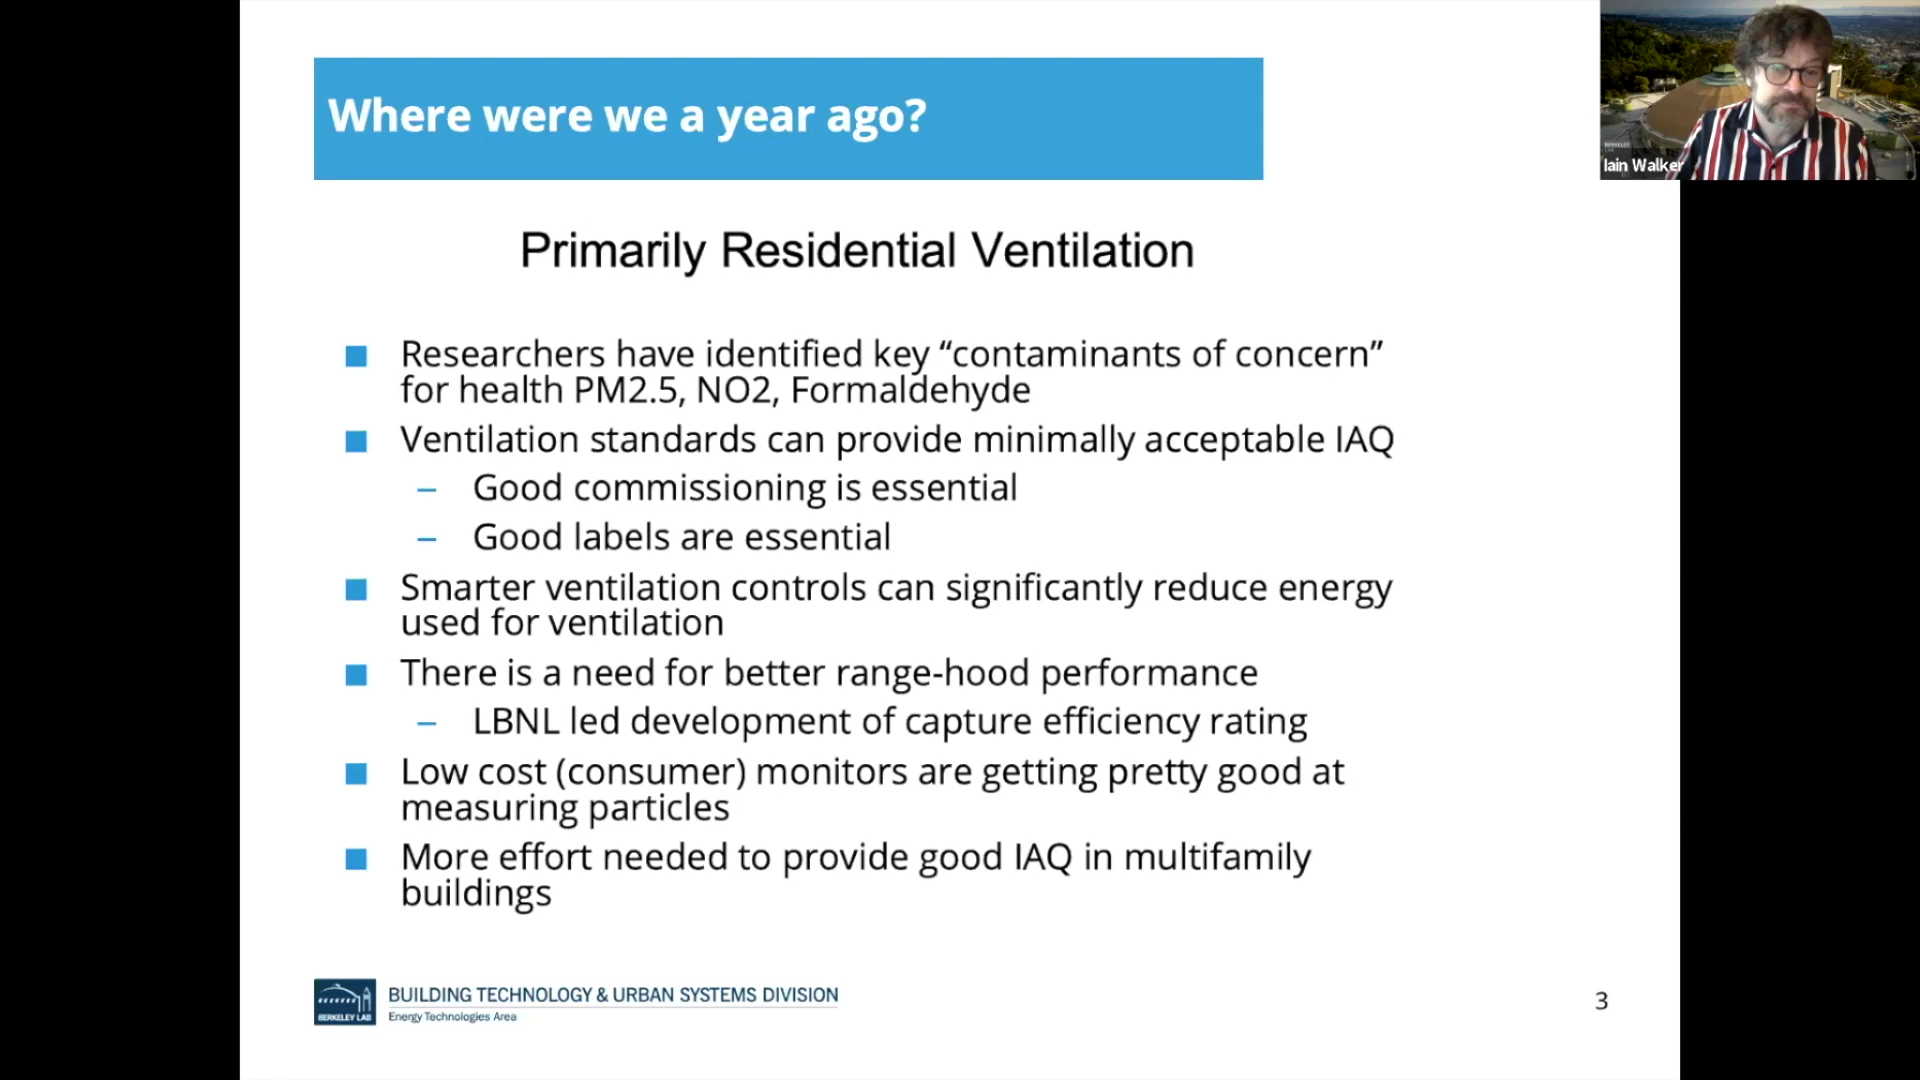 Where were we a year ago?
Iain Walker
Primarily Residential Ventilation
Researchers have identified key “contaminants of concern”
for health PM2.5, NO2, Formaldehyde
Ventilation standards can provide minimally acceptable IAQ
– Good commissioning is essential
– Good labels are essential
Smarter ventilation controls can significantly reduce energy
used for ventilation
There is a need for better range-hood performance
– LBNL led development of capture efficiency rating
Low cost (consumer) monitors are getting pretty good at
measuring particles
More effort needed to provide good IAQ in multifamily
buildings
BERKELEY LAB
BUILDING TECHNOLOGY & URBAN SYSTEMS DIVISION
Energy Technologies Area
3